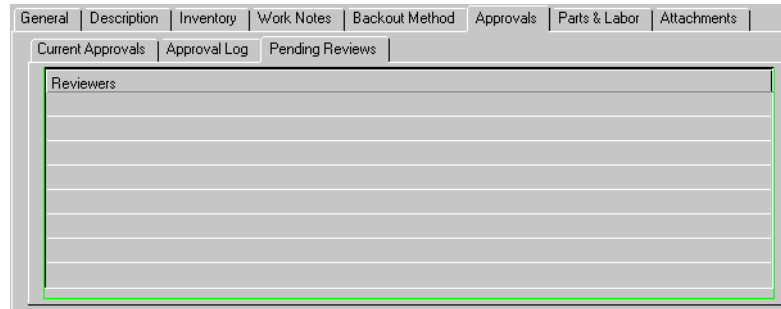 General Description Inventory Work Notes Backout Method Approvals Parts & Labor Attachments
Current Approvals Approval Log Pending Reviews
Reviewers